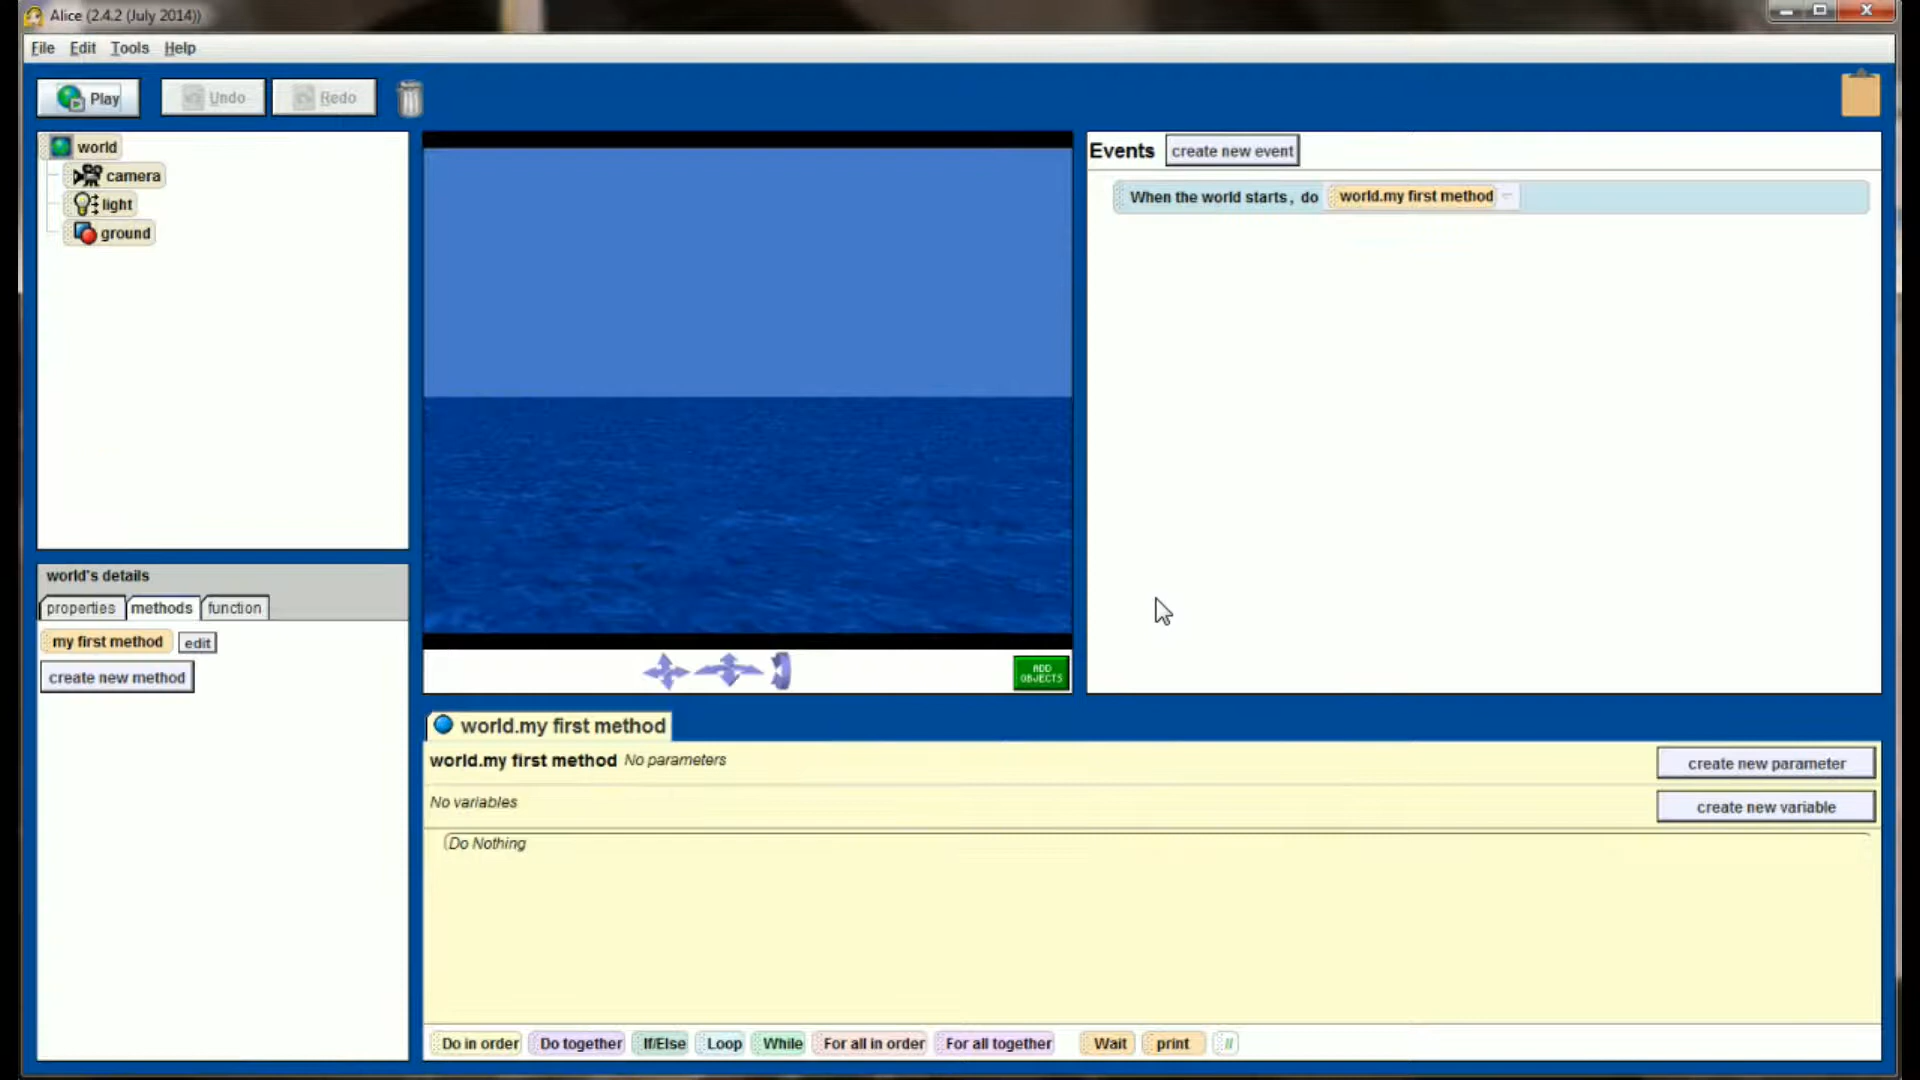 Alice (2.4.2 (July 2014))
File Edit Tools Help
Play Undo Redo
world
camera
light
ground
Events create new event
When the world starts, do world.my first method
world's details
properties methods function
my first method edit
create new method
ADD
OBJECTS
world.my first method
world.my first method No parameters
create new parameter
No variables
create new variable
Do Nothing
Do in order Do together If/Else Loop While For all in order For all together Wait print //